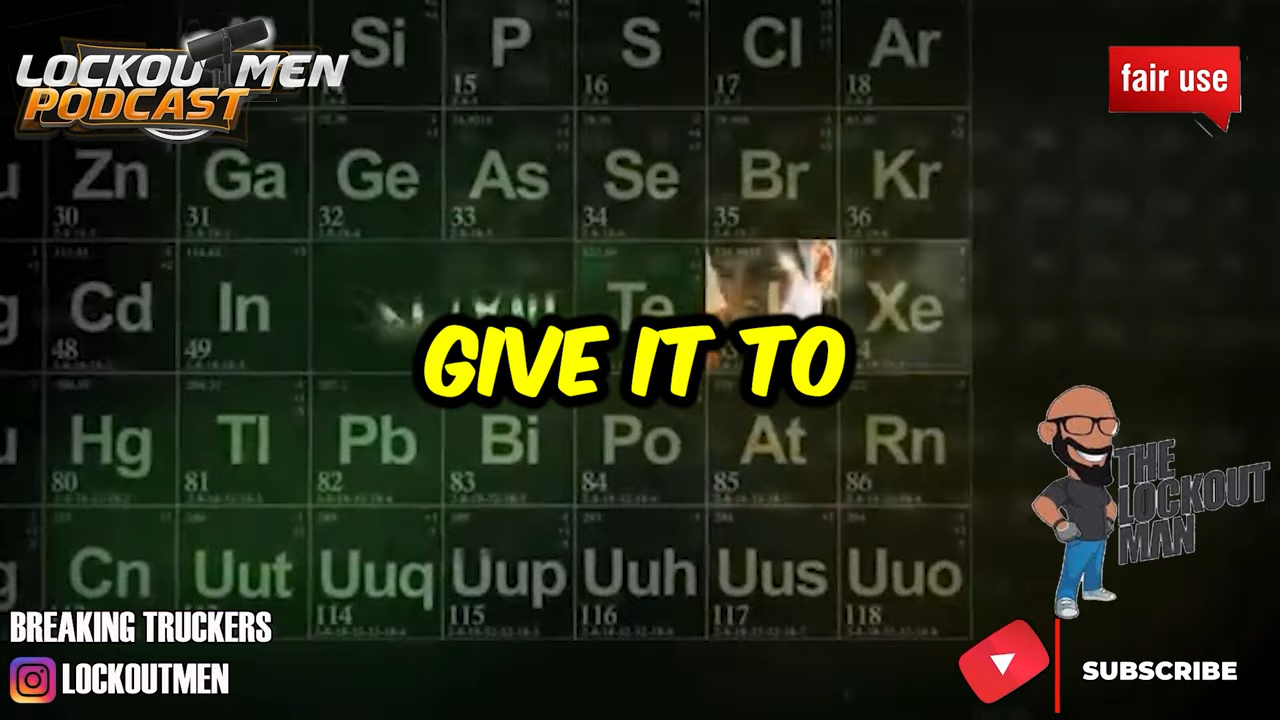 LOCKOUTMEN
PODCAST
fair use
Si P S Cl Ar
15 16 17 18
Zn Ga Ge As Se Br Kr
30 31 32 33 34 35 36
Cd In Te I Xe
48 49
GIVE IT TO
Hg Tl Pb Bi Po At Rn
80 81 82 83 84 85 86
THE
LOCKOUT
MAN
Cn Uut Uuq Uup Uuh Uus Uuo
114 115 116 117 118
BREAKING TRUCKERS
LOCKOUTMEN
SUBSCRIBE